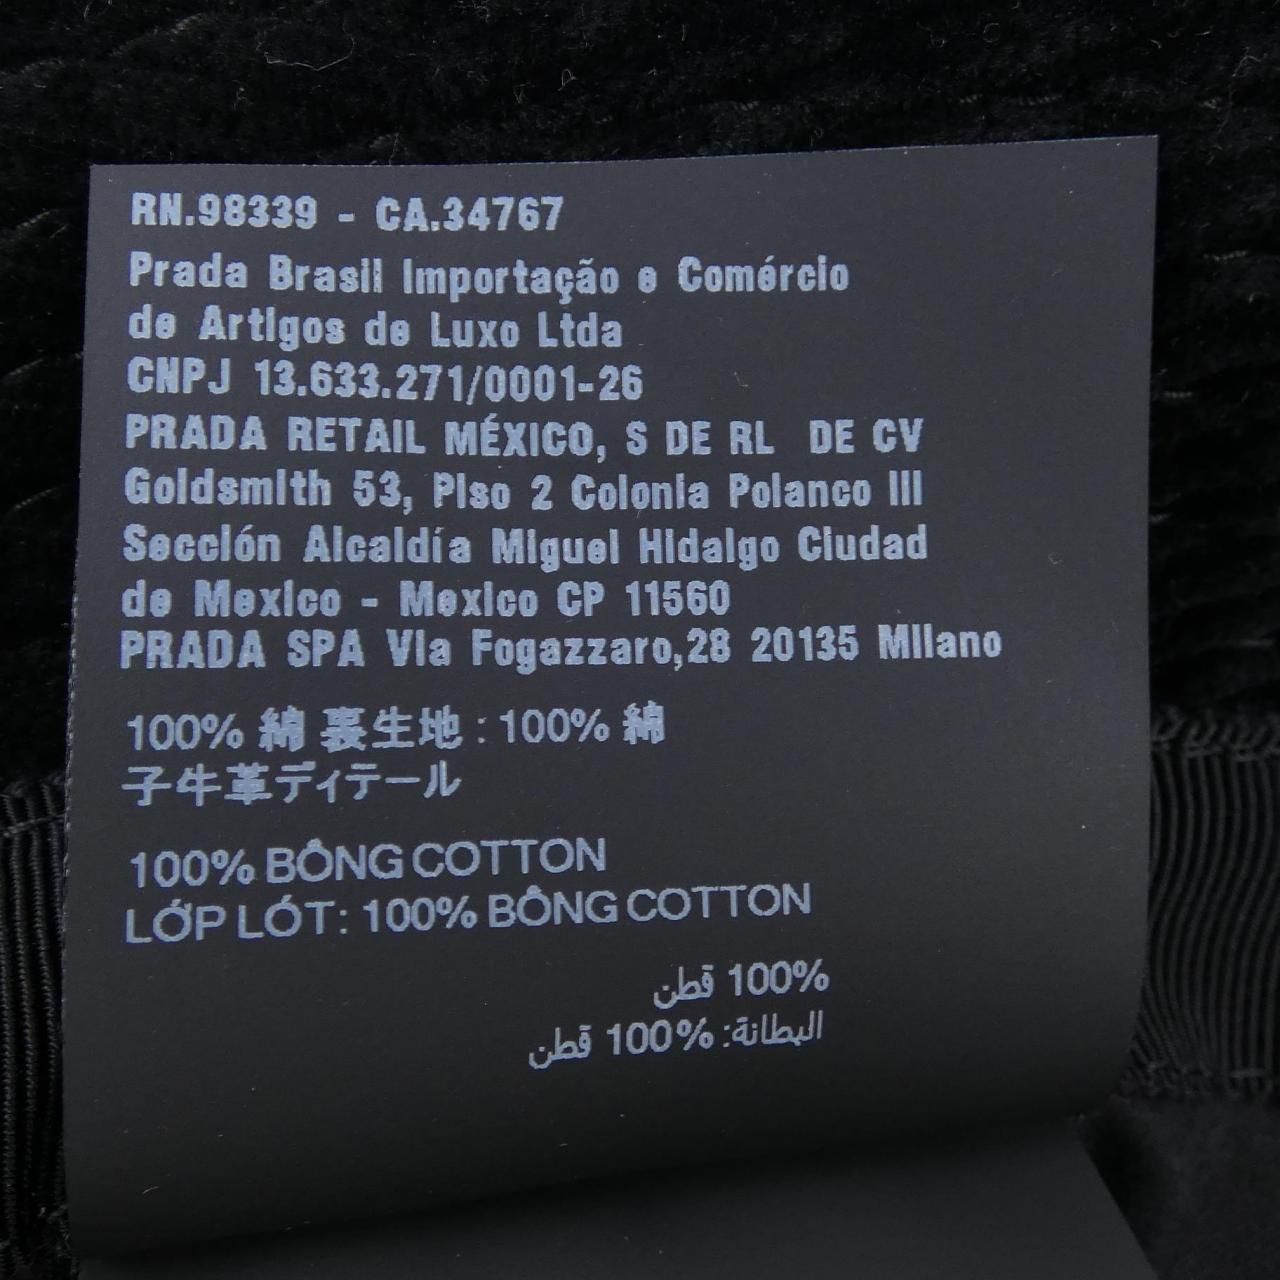 RN.98339 - CA.34767
Prada Brasil Importação e Comércio
de Artigos de Luxo Ltda
CNPJ 13.633.271/0001-26
PRADA RETAIL MÉXICO, S DE RL DE CV
Goldsmith 53, Piso 2 Colonia Polanco III
Sección Alcaldía Miguel Hidalgo Ciudad
de Mexico - Mexico CP 11560
PRADA SPA Via Fogazzaro,28 20135 Milano
100% 綿 裏生地 : 100% 綿
子牛革ディテール
100% BÔNG COTTON
LỚP LÓT: 100% BÔNG COTTON
100% قطن
البطانة: 100% قطن